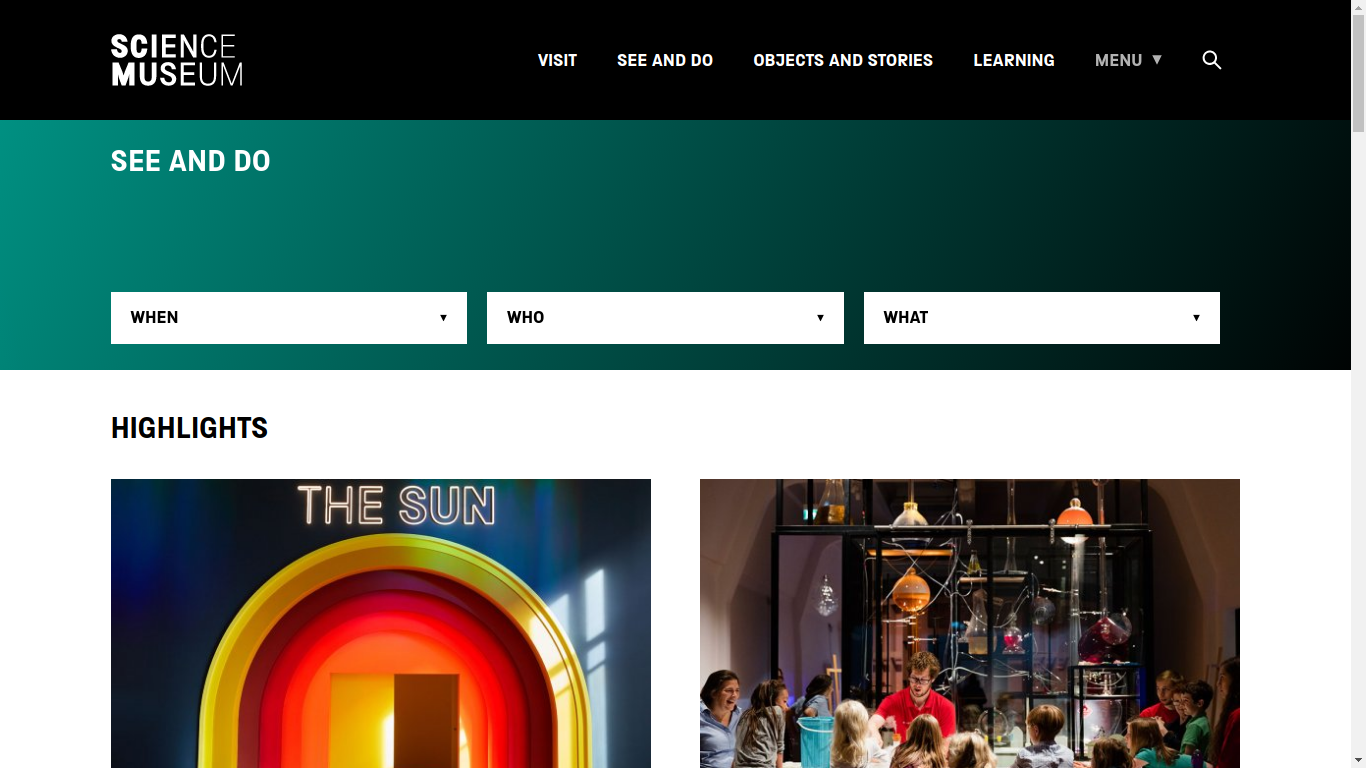 SCIENCE
MUSEUM
VISIT
SEE AND DO
OBJECTS AND STORIES
LEARNING
MENU ▼
SEE AND DO
WHEN
WHO
WHAT
HIGHLIGHTS
THE SUN